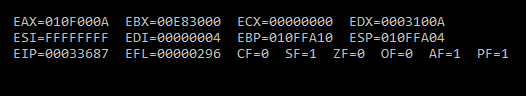 EAX=010F000A  EBX=00E83000  ECX=00000000  EDX=0003100A
ESI=FFFFFFFF  EDI=00000004  EBP=010FFA10  ESP=010FFA04
EIP=00033687  EFL=00000296  CF=0  SF=1  ZF=0  OF=0  AF=1  PF=1